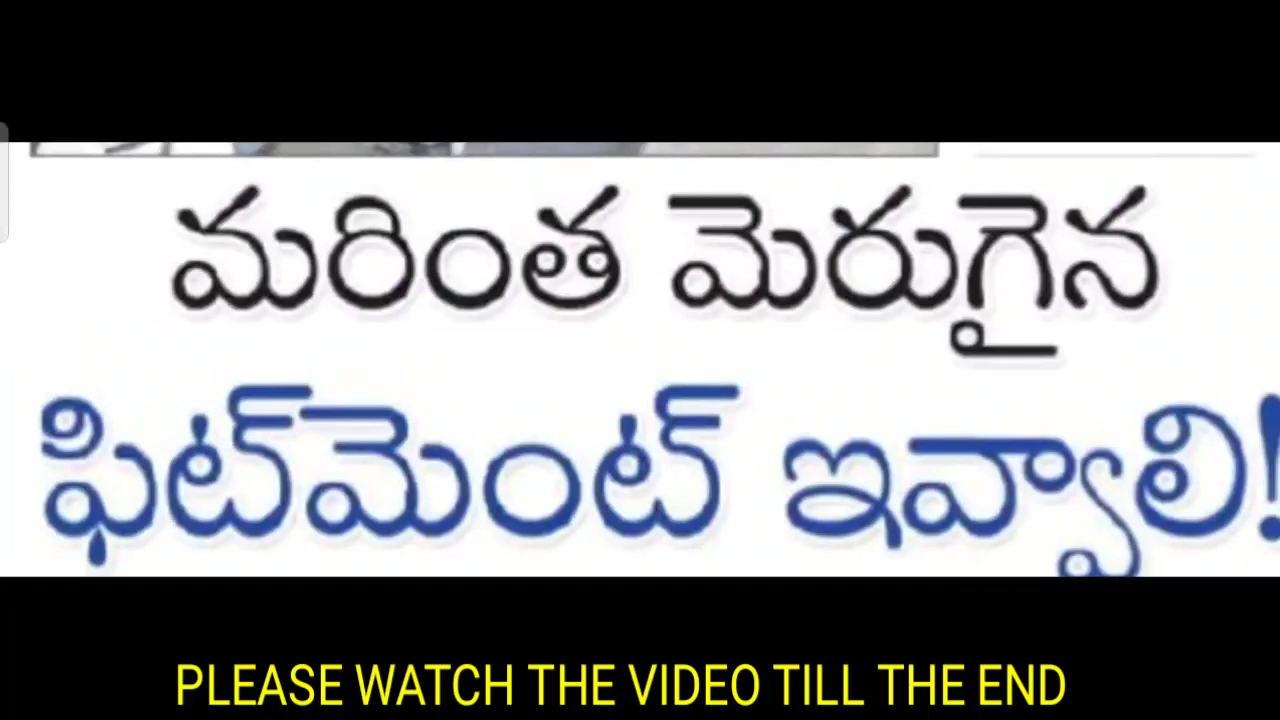 మరింత మెరుగైన
ఫిట్‌మెంట్ ఇవ్వాలి!
PLEASE WATCH THE VIDEO TILL THE END